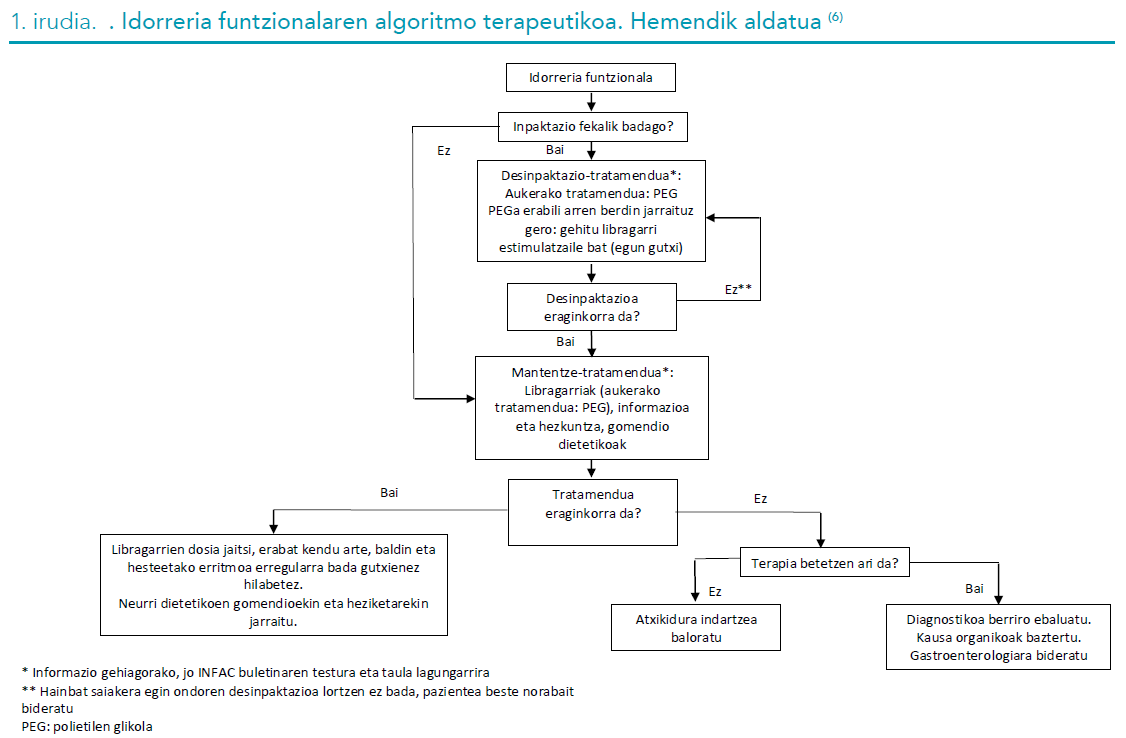 1. irudia. . Idorreria funtzionalaren algoritmo terapeutikoa. Hemendik aldatua (6)
Idorreria funtzionala
Inpaktazio fekalik badago?
Ez
Bai
Desinpaktazio-tratamendua*:
Aukerako tratamendua: PEG
PEGa erabili arren berdin jarraituz
gero: gehitu libragarri
estimulatzaile bat (egun gutxi)
Ez**
Desinpaktazioa
eraginkorra da?
Bai
Mantentze-tratamendua*:
Libragarriak (aukerako
tratamendua: PEG), informazioa
eta hezkuntza, gomendio
dietetikoak
Bai
Tratamendua
eraginkorra da?
Ez
Libragarrien dosia jaitsi, erabat kendu arte, baldin eta
hesteetako erritmoa erregularra bada gutxienez
hilabetez.
Neurri dietetikoen gomendioekin eta heziketarekin
jarraitu.
Terapia betetzen ari da?
Ez
Bai
Atxikidura indartzea
baloratu
Diagnostikoa berriro ebaluatu.
Kausa organikoak baztertu.
Gastroenterologiara bideratu
* Informazio gehiagorako, jo INFAC buletinaren testura eta taula lagungarrira
** Hainbat saiakera egin ondoren desinpaktazioa lortzen ez bada, pazientea beste norabait
bideratu
PEG: polietilen glikola